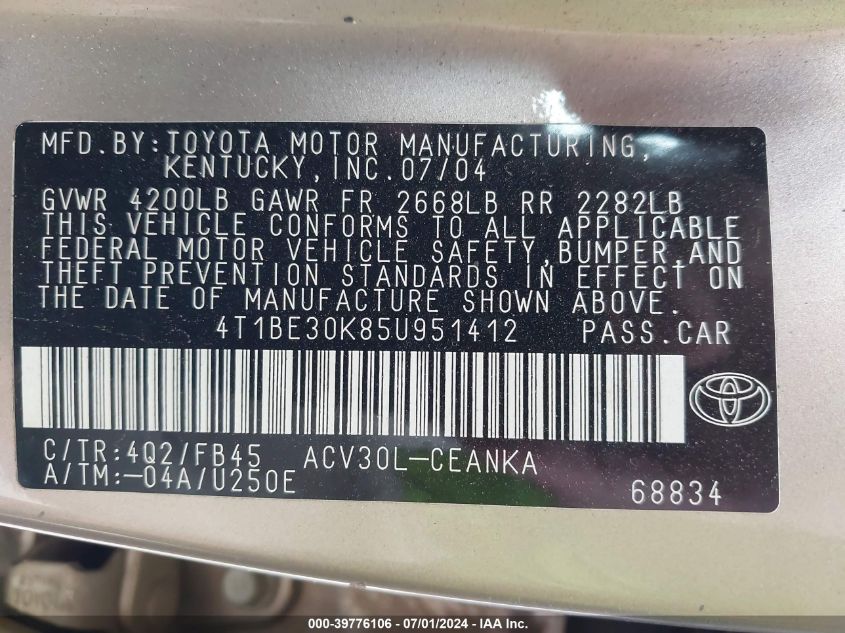 MFD.BY:TOYOTA MOTOR MANUFACTURING,
KENTUCKY, INC.07/04
GVWR 4200LB GAWR FR 2668LB RR 2282LB
THIS VEHICLE CONFORMS TO ALL APPLICABLE
FEDERAL MOTOR VEHICLE SAFETY,BUMPER,AND
THEFT PREVENTION STANDARDS IN EFFECT ON
THE DATE OF MANUFACTURE SHOWN ABOVE.
4T1BE30K85U951412 PASS.CAR
C/TR:4Q2/FB45 ACV30L-CEANKA
A/TM:-04A/U250E
68834
TOYOTA
000-39776106 - 07/01/2024 - IAA Inc.